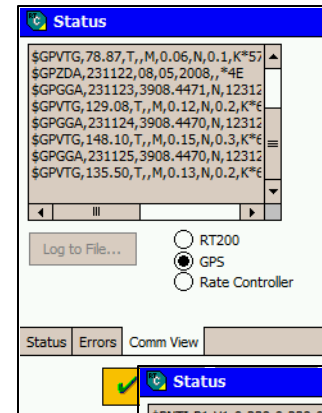 Status
$GPVTG,78.87,T,,M,0.06,N,0.1,K*57
$GPZDA,231122,08,05,2008,,*4E
$GPGGA,231123,3908.4471,N,12312
$GPVTG,129.08,T,,M,0.12,N,0.2,K*6
$GPGGA,231124,3908.4470,N,12312
$GPVTG,148.10,T,,M,0.15,N,0.3,K*6
$GPGGA,231125,3908.4470,N,12312
$GPVTG,135.50,T,,M,0.13,N,0.2,K*6
Log to File...
RT200
GPS
Rate Controller
Status Errors Comm View
Status